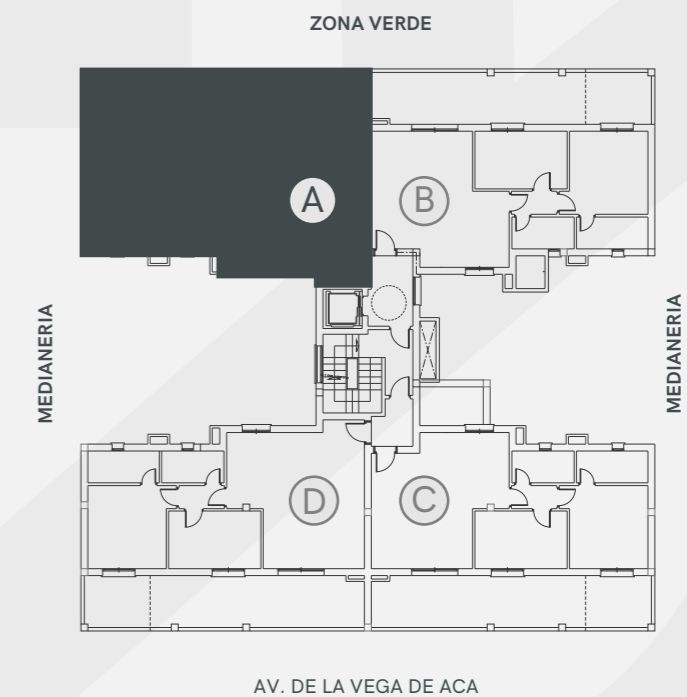 ZONA VERDE
A
B
MEDIANERIA
MEDIANERIA
D
C
AV. DE LA VEGA DE ACA